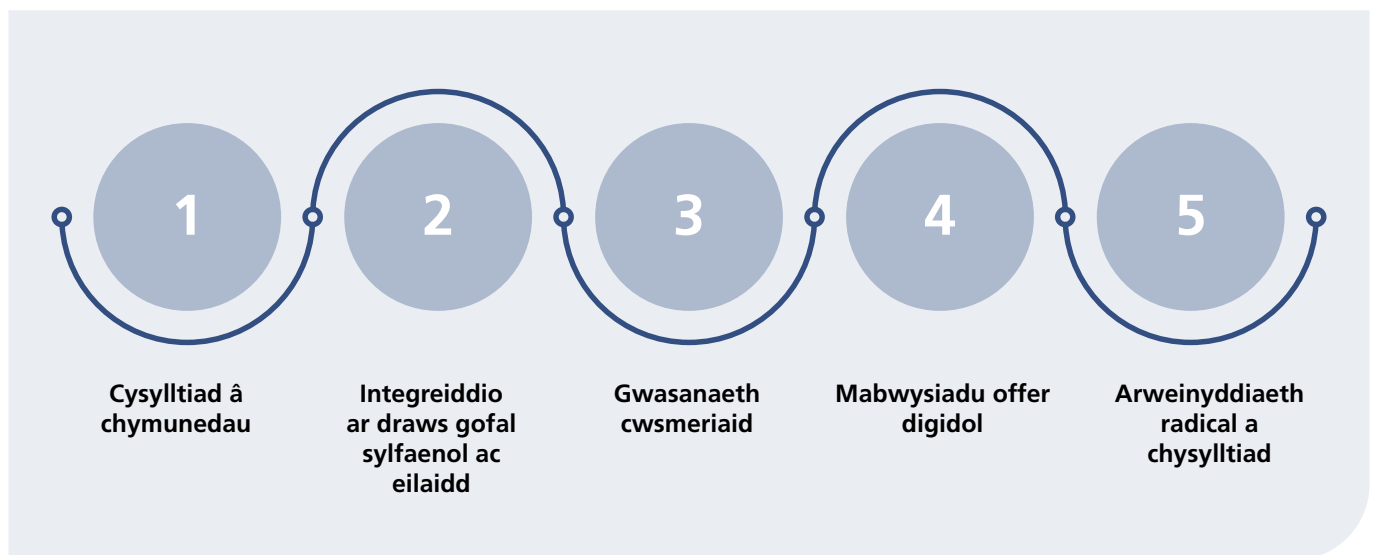 1
2
3
4
5
Cysylltiad â
chymunedau
Integreiddio
ar draws gofal
sylfaenol ac
eilaidd
Gwasanaeth
cwsmeriaid
Mabwysiadu offer
digidol
Arweinyddiaeth
radical a
chysylltiad